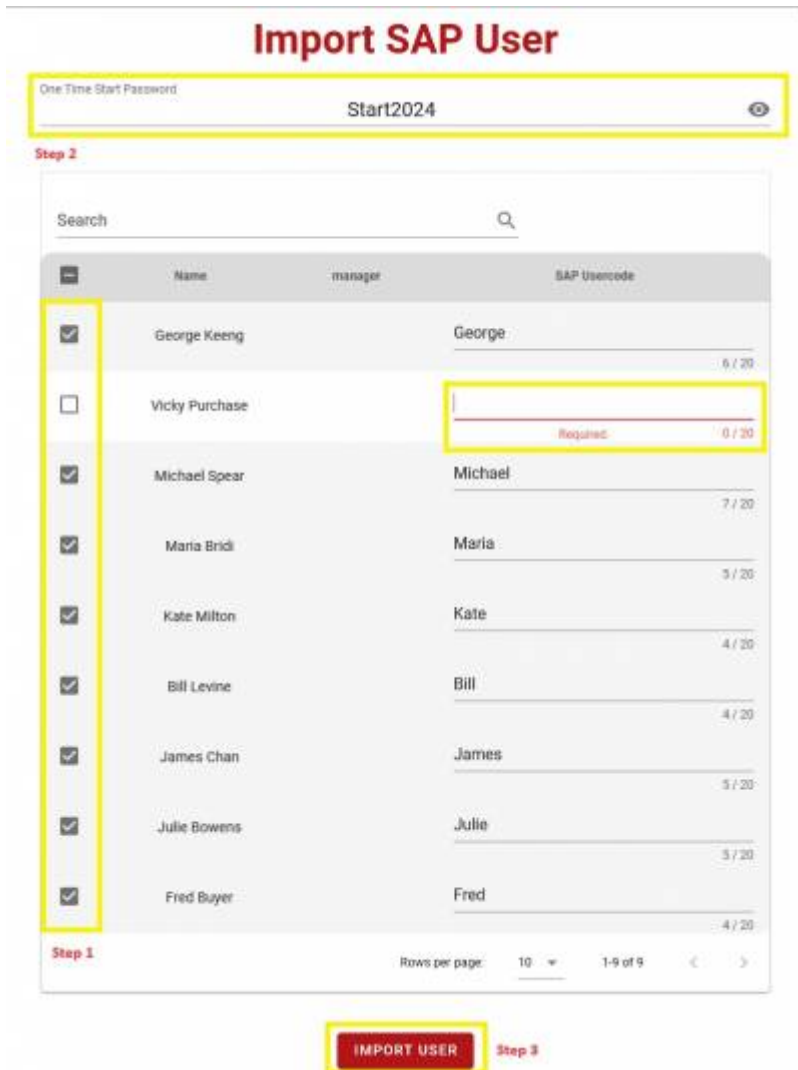 Import SAP User
One Time Start Password
Start2024
Step 2
Search
Name manager SAP Usercode
George Keeng George
6 / 20
Vicky Purchase
Required. 0 / 20
Michael Spear Michael
7 / 20
Maria Bridi Maria
5 / 20
Kate Milton Kate
4 / 20
Bill Levine Bill
4 / 20
James Chan James
5 / 20
Julie Bowens Julie
5 / 20
Fred Buyer Fred
4 / 20
Step 1
Rows per page: 10 1-9 of 9
IMPORT USER Step 3